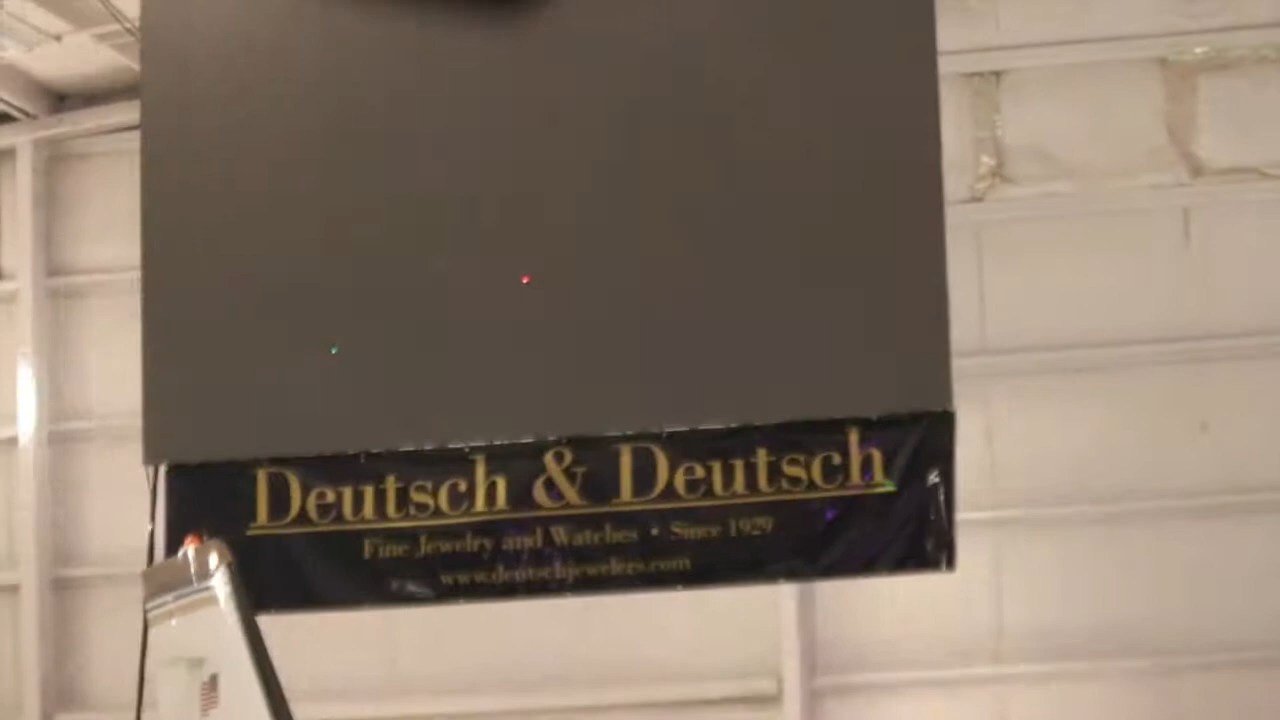 Deutsch & Deutsch
Fine Jewelry and Watches • Since 1929
www.deutschjewelers.com